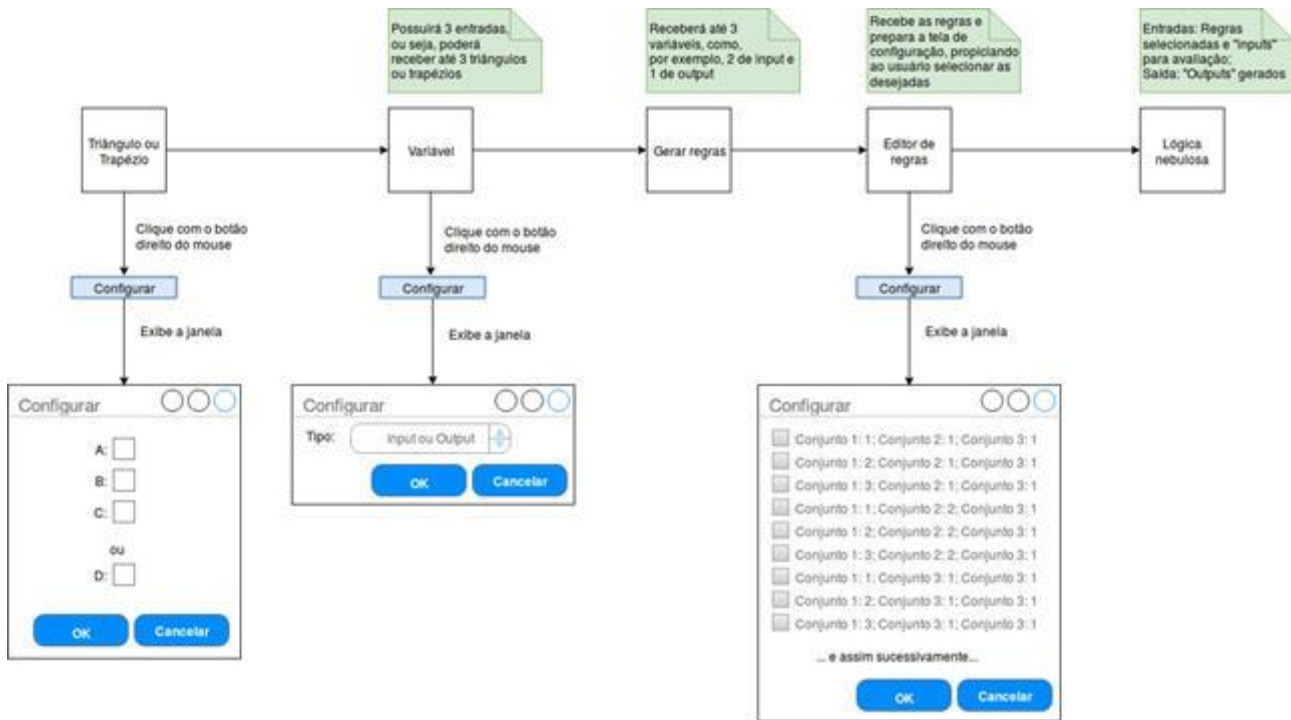 Possuirá 3 entradas,
ou seja, poderá
receber até 3 triângulos
ou trapézios
Receberá até 3
variáveis, como,
por exemplo, 2 de input e
1 de output
Recebe as regras e
prepara a tela de
configuração, propiciando
ao usuário selecionar as
desejadas
Entradas: Regras
selecionadas e "inputs"
para avaliação;
Saída: "Outputs" gerados
Triângulo ou
Trapézio
Variável
Gerar regras
Editor de
regras
Lógica
nebulosa
Clique com o botão
direito do mouse
Clique com o botão
direito do mouse
Clique com o botão
direito do mouse
Configurar
Configurar
Configurar
Exibe a janela
Exibe a janela
Exibe a janela
Configurar
A:
B:
C:
ou
D:
OK
Cancelar
Configurar
Tipo:
Input ou Output
OK
Cancelar
Configurar
Conjunto 1: 1; Conjunto 2: 1; Conjunto 3: 1
Conjunto 1: 2; Conjunto 2: 1; Conjunto 3: 1
Conjunto 1: 3; Conjunto 2: 1; Conjunto 3: 1
Conjunto 1: 1; Conjunto 2: 2; Conjunto 3: 1
Conjunto 1: 2; Conjunto 2: 2; Conjunto 3: 1
Conjunto 1: 3; Conjunto 2: 2; Conjunto 3: 1
Conjunto 1: 1; Conjunto 3: 1; Conjunto 3: 1
Conjunto 1: 2; Conjunto 3: 1; Conjunto 3: 1
Conjunto 1: 3; Conjunto 3: 1; Conjunto 3: 1
... e assim sucessivamente...
OK
Cancelar